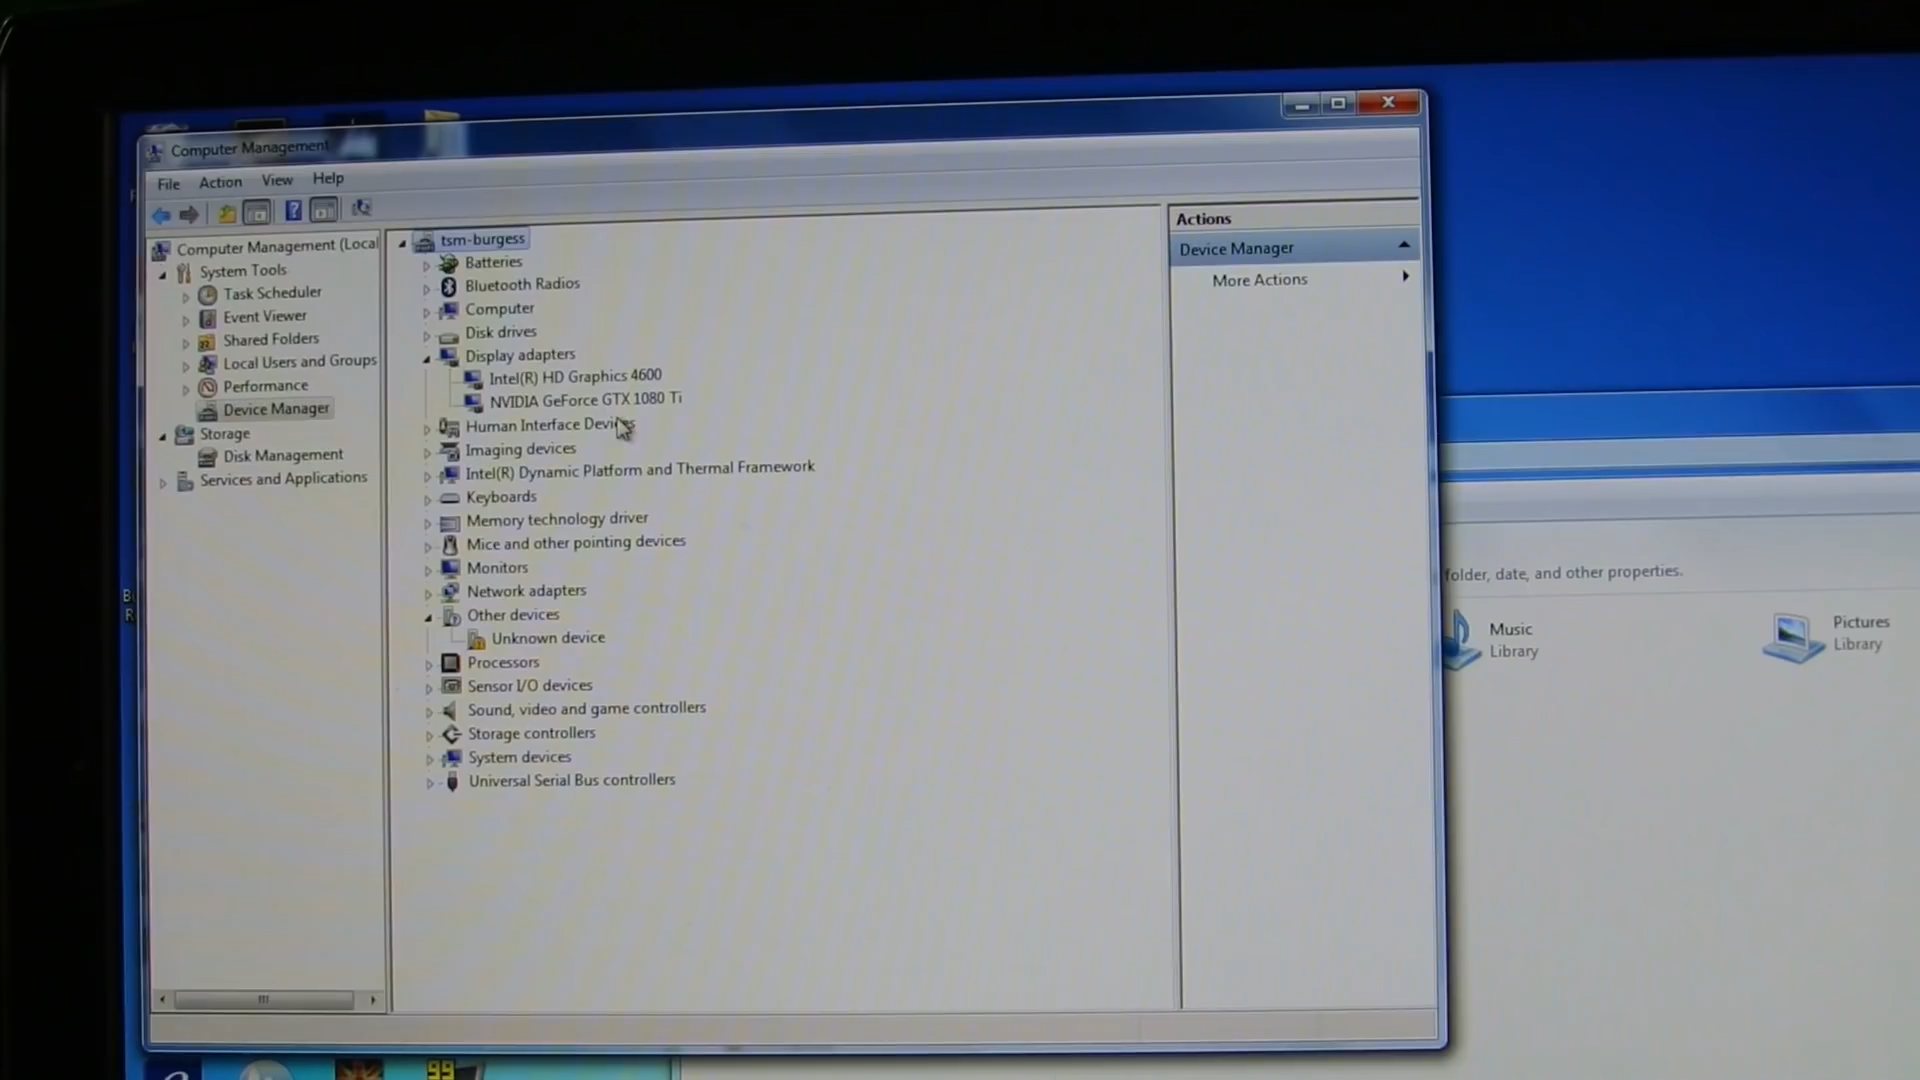 Computer Management
File Action View Help
Computer Management (Local
System Tools
Task Scheduler
Event Viewer
Shared Folders
Local Users and Groups
Performance
Device Manager
Storage
Disk Management
Services and Applications
tsm-burgess
Batteries
Bluetooth Radios
Computer
Disk drives
Display adapters
Intel(R) HD Graphics 4600
NVIDIA GeForce GTX 1080 Ti
Human Interface Devices
Imaging devices
Intel(R) Dynamic Platform and Thermal Framework
Keyboards
Memory technology driver
Mice and other pointing devices
Monitors
Network adapters
Other devices
Unknown device
Processors
Sensor I/O devices
Sound, video and game controllers
Storage controllers
System devices
Universal Serial Bus controllers
Actions
Device Manager
More Actions
folder, date, and other properties.
Music
Library
Pictures
Library
99